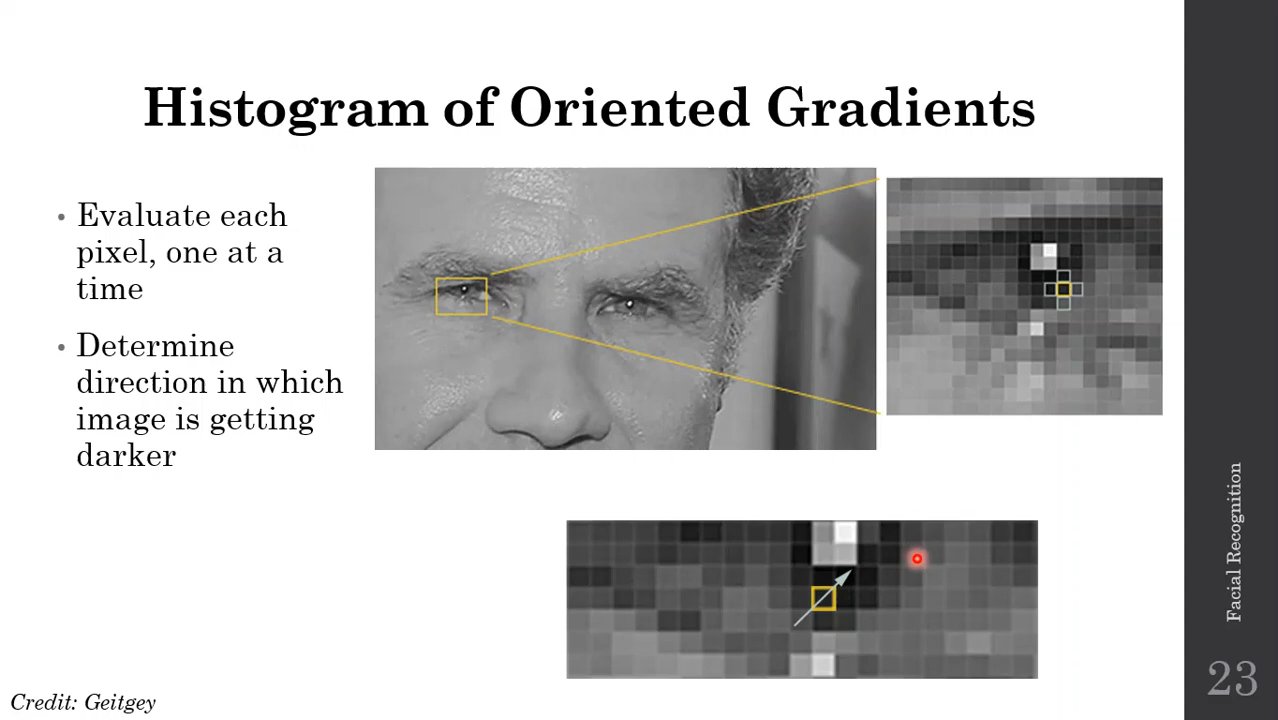 Histogram of Oriented Gradients
• Evaluate each
pixel, one at a
time
• Determine
direction in which
image is getting
darker
Facial Recognition
23
Credit: Geitgey